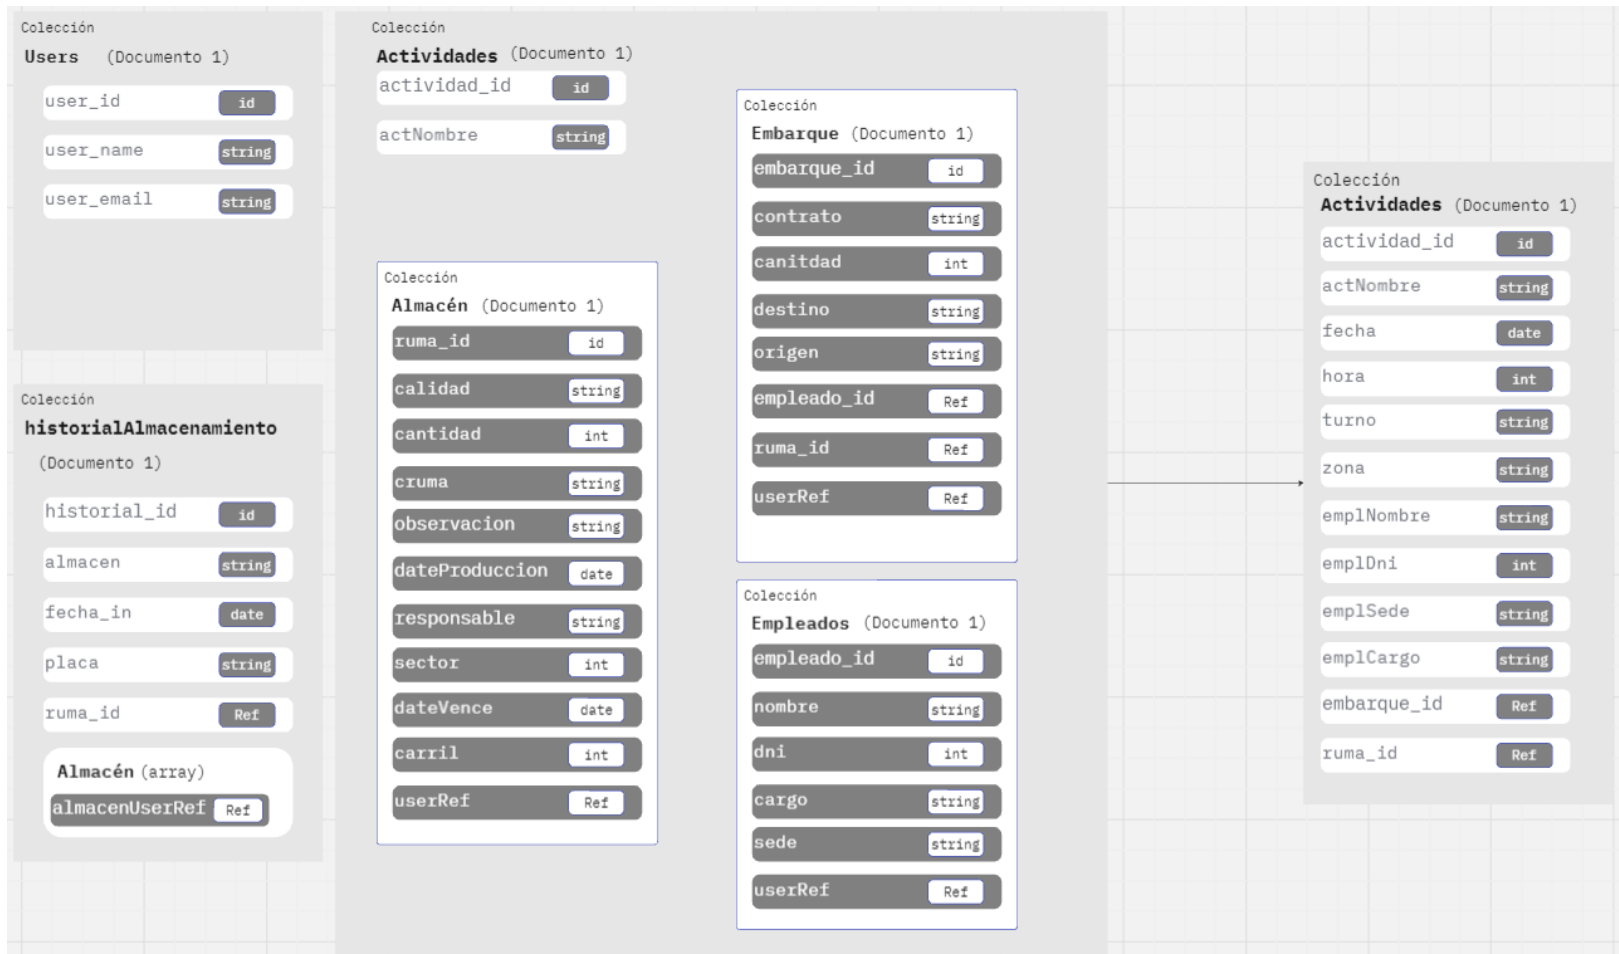 Colección
Users (Documento 1)
user_id id
user_name string
user_email string
Colección
historialAlmacenamiento
(Documento 1)
historial_id id
almacen string
fecha_in date
placa string
ruma_id Ref
Almacén (array)
almacenUserRef Ref
Colección
Actividades (Documento 1)
actividad_id id
actNombre string
Colección
Almacén (Documento 1)
ruma_id id
calidad string
cantidad int
cruma string
observacion string
dateProduccion date
responsable string
sector int
dateVence date
carril int
userRef Ref
Colección
Embarque (Documento 1)
embarque_id id
contrato string
canitdad int
destino string
origen string
empleado_id Ref
ruma_id Ref
userRef Ref
Colección
Empleados (Documento 1)
empleado_id id
nombre string
dni int
cargo string
sede string
userRef Ref
Colección
Actividades (Documento 1)
actividad_id id
actNombre string
fecha date
hora int
turno string
zona string
emplNombre string
emplDni int
emplSede string
emplCargo string
embarque_id Ref
ruma_id Ref